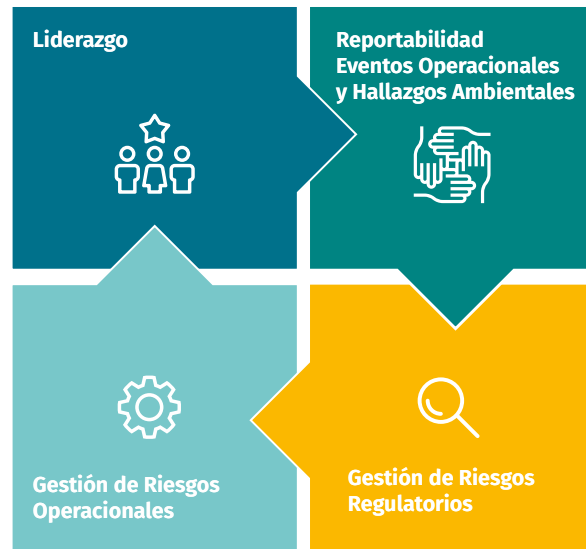 Liderazgo
Reportabilidad
Eventos Operacionales
y Hallazgos Ambientales
Gestión de Riesgos
Operacionales
Gestión de Riesgos
Regulatorios